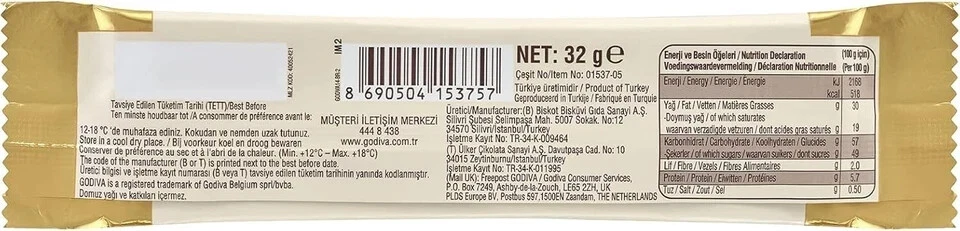 MLZ KOD: 40052421
Tavsiye Edilen Tüketim Tarihi (TETT)/Best Before
Ten minste houdbaar tot /A consommer de préférence avant le:
12-18 °C 'de muhafaza ediniz. Kokudan ve nemden uzak tutunuz.
Store in a cool dry place. / Bij voorkeur koel en droog bewaren
Conserver de préférence au sec et à l'abri de la chaleur. (Min. +12°C – Max. +18°C)
The code of the manufacturer (B or T) is printed next to the best before date.
Üretici bilgisi ve işletme kayıt numarası (B veya T) tavsiye edilen tüketim tarihinin yanında kodlanmıştır.
GODIVA is a registered trademark of Godiva Belgium sprl/bvba.
Domuz yağı ve katkıları içermez.
IM2
8 690504 153757
MÜŞTERİ İLETİŞİM MERKEZİ
444 8 438
www.godiva.com.tr
NET: 32 g e
Çeşit No/Item No: 01537-05
Türkiye üretimidir / Product of Turkey
Geproduceerd in Turkije / Fabriqué en Turquie
Üretici/Manufacturer:(B) Biskot Bisküvi Gıda Sanayi A.Ş.
Silivri Şubesi Selimpaşa Mah. 5007 Sokak. No:12
34570 Silivri/İstanbul/Turkey
İşletme Kayıt No: TR-34-K-009464
(T) Ülker Çikolata Sanayi A.Ş. Davutpaşa Cad. No: 10
34015 Zeytinburnu/İstanbul/Turkey
İşletme Kayıt No: TR-34-K-011995
(Mail UK): Freepost GODIVA / Godiva Consumer Services,
P.O. Box 7249, Ashby-de-la-Zouch, LE65 2ZH, UK
PLDS Europe BV, Postbus 597,1500EN Zaandam, THE NETHERLANDS
Enerji ve Besin Öğeleri / Nutrition Declaration (100 g için)
Voedingswaardevermelding / Déclaration Nutritionnelle (Per 100 g)
Enerji / Energy / Energie / Énergie kJ 2168
kcal 518
Yağ / Fat / Vetten / Matières Grasses g 30
-Doymuş yağ / of which saturates
waarvan verzadigde vetzuren / dont acides gras saturés g 19
Karbonhidrat / Carbohydrate / Koolhydraten / Glucides g 57
-Şekerler / of which sugars / waarvan suikers / dont sucres g 49
Lif / Fibre / Vezels / Fibres Alimentaires g 2.0
Protein / Protein / Eiwitten / Protéines g 5.7
Tuz / Salt / Zout / Sel g 0.50